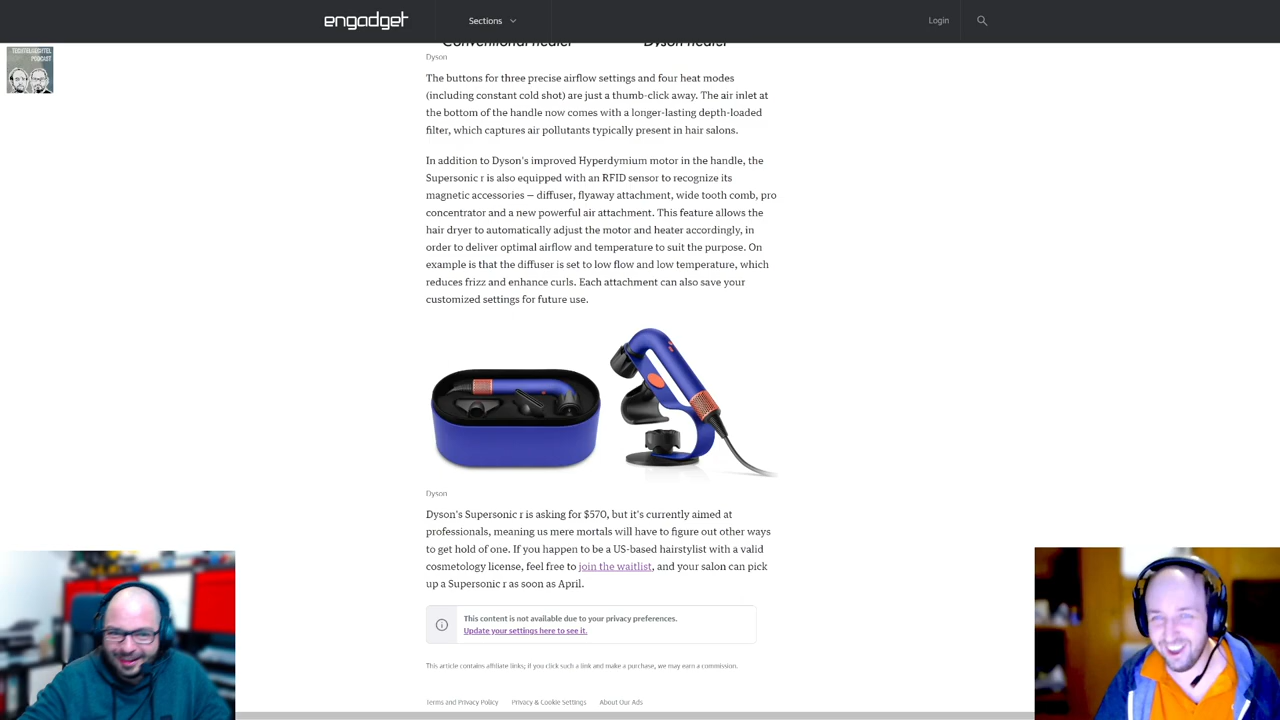 engadget
Sections
Login
TECHTELMECHTEL
PODCAST
Conventional heater Dyson heater
Dyson
The buttons for three precise airflow settings and four heat modes
(including constant cold shot) are just a thumb-click away. The air inlet at
the bottom of the handle now comes with a longer-lasting depth-loaded
filter, which captures air pollutants typically present in hair salons.
In addition to Dyson's improved Hyperdymium motor in the handle, the
Supersonic r is also equipped with an RFID sensor to recognize its
magnetic accessories — diffuser, flyaway attachment, wide tooth comb, pro
concentrator and a new powerful air attachment. This feature allows the
hair dryer to automatically adjust the motor and heater accordingly, in
order to deliver optimal airflow and temperature to suit the purpose. On
example is that the diffuser is set to low flow and low temperature, which
reduces frizz and enhance curls. Each attachment can also save your
customized settings for future use.
Dyson
Dyson's Supersonic r is asking for $570, but it's currently aimed at
professionals, meaning us mere mortals will have to figure out other ways
to get hold of one. If you happen to be a US-based hairstylist with a valid
cosmetology license, feel free to join the waitlist, and your salon can pick
up a Supersonic r as soon as April.
This content is not available due to your privacy preferences.
Update your settings here to see it.
This article contains affiliate links; if you click such a link and make a purchase, we may earn a commission.
Terms and Privacy Policy Privacy & Cookie Settings About Our Ads